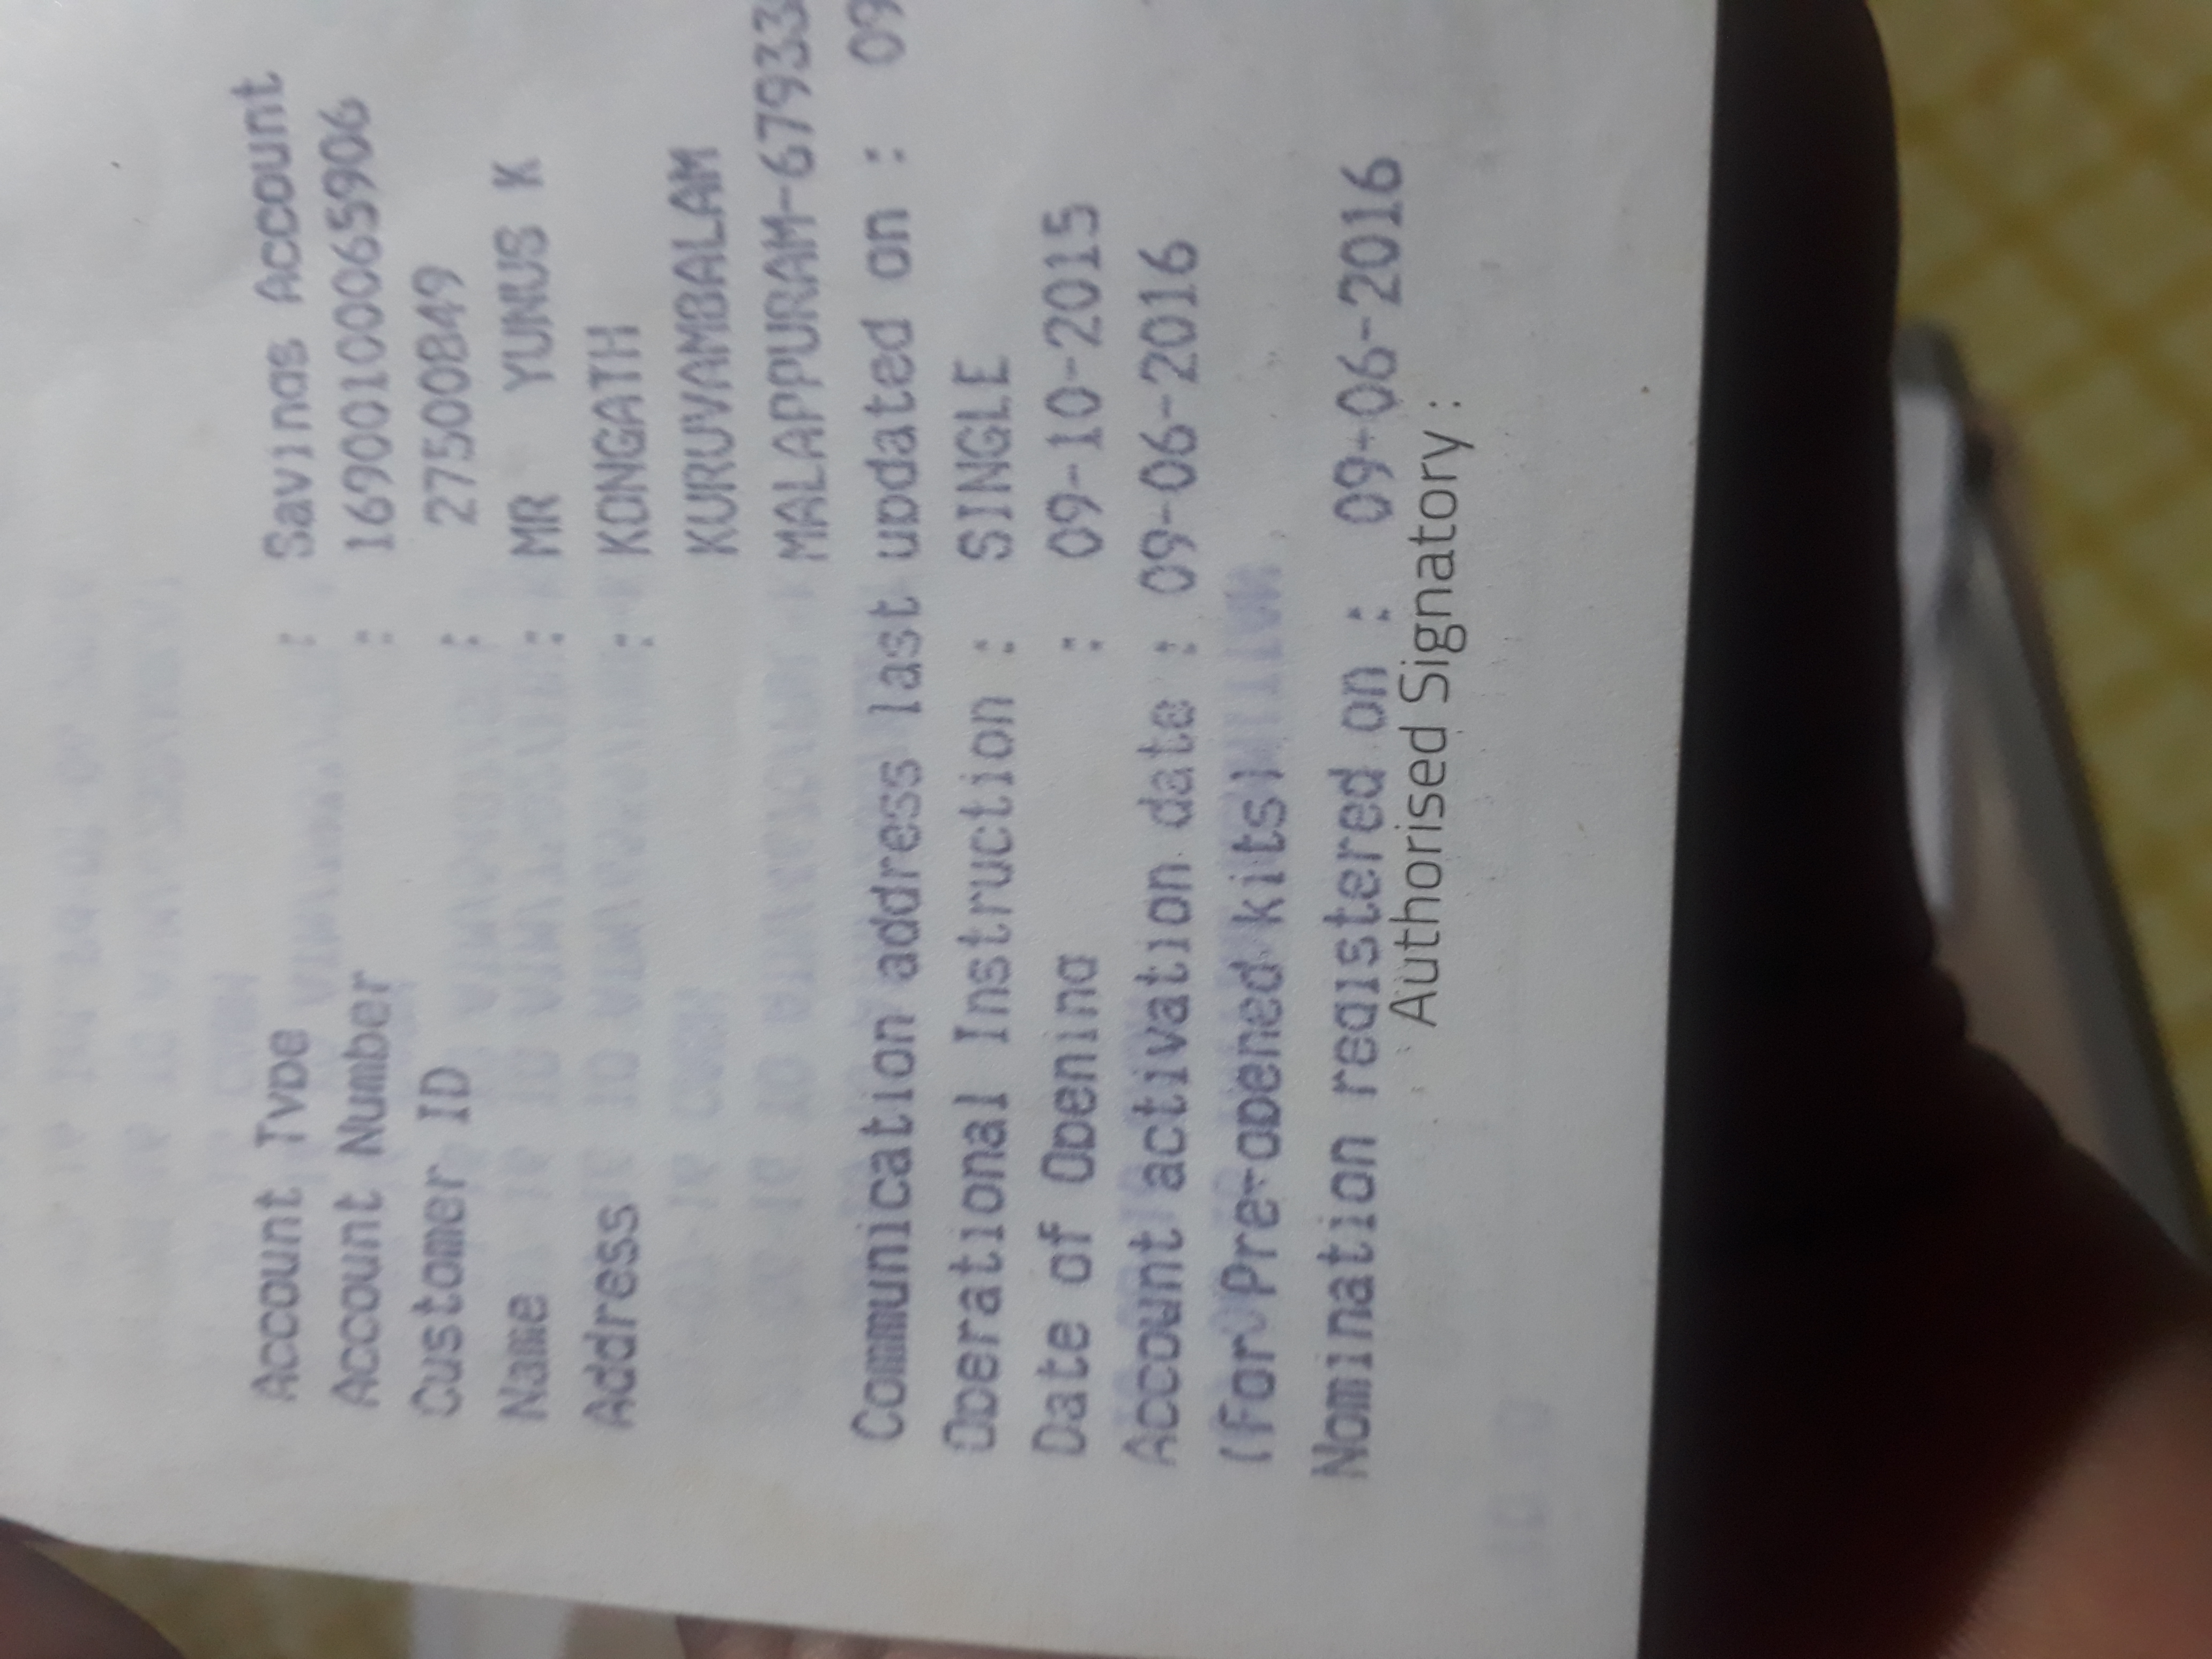 Account Type : Savings Account
Account Number : 16900100065906
Customer ID : 27500849
Name : MR YUNUS K
Address : KONGATH
KURUVAMBALAM
MALAPPURAM-67933
Communication address last updated on : 09
Operational Instruction : SINGLE
Date of Opening : 09-10-2015
Account activation date : 09-06-2016
(For Pre-opened kits)
Nomination registered on : 09-06-2016
Authorised Signatory :